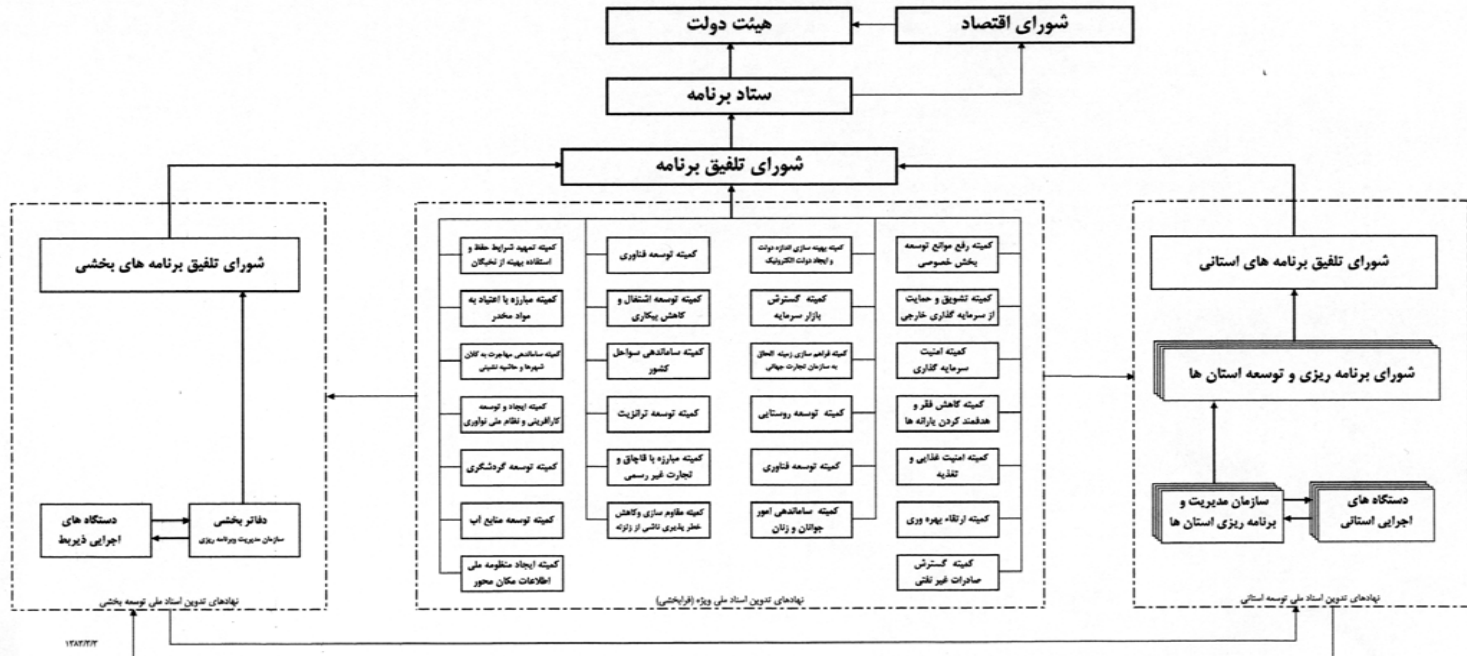 شورای اقتصاد
هیئت دولت
ستاد برنامه
شورای تلفیق برنامه
شورای تلفیق برنامه های استانی
شورای برنامه ریزی و توسعه استان ها
دستگاه های
اجرایی استانی
سازمان مدیریت و
برنامه ریزی استان ها
نهادهای تدوین اسناد ملی توسعه استانی
کمیته رفع موانع توسعه
بخش خصوصی
کمیته تشویق و حمایت
از سرمایه گذاری خارجی
کمیته امنیت
سرمایه گذاری
کمیته کاهش فقر و
هدفمند کردن یارانه ها
کمیته امنیت غذایی و
تغذیه
کمیته ارتقاء بهره وری
کمیته گسترش
صادرات غیر نفتی
کمیته بهینه سازی اندازه دولت
و ایجاد دولت الکترونیک
کمیته گسترش
بازار سرمایه
کمیته فراهم سازی زمینه الحاق
به سازمان تجارت جهانی
کمیته توسعه روستایی
کمیته توسعه فناوری
کمیته ساماندهی امور
جوانان و زنان
کمیته توسعه فناوری
کمیته توسعه اشتغال و
کاهش بیکاری
کمیته ساماندهی سواحل
کشور
کمیته توسعه ترانزیت
کمیته مبارزه با قاچاق و
تجارت غیر رسمی
کمیته مقاوم سازی وکاهش
خطر پذیری ناشی از زلزله
کمیته تمهید شرایط حفظ و
استفاده بهینه از نخبگان
کمیته مبارزه با اعتیاد به
مواد مخدر
کمیته ساماندهی مهاجرت به کلان
شهرها و حاشیه نشینی
کمیته ایجاد و توسعه
کارآفرینی و نظام ملی نوآوری
کمیته توسعه گردشگری
کمیته توسعه منابع آب
کمیته ایجاد منظومه ملی
اطلاعات مکان محور
نهادهای تدوین اسناد ملی ویژه (فرابخشی)
شورای تلفیق برنامه های بخشی
دفاتر بخشی
سازمان مدیریت وبرنامه ریزی
دستگاه های
اجرایی ذیربط
نهادهای تدوین اسناد ملی توسعه بخشی
۱۳۸۳/۳/۳